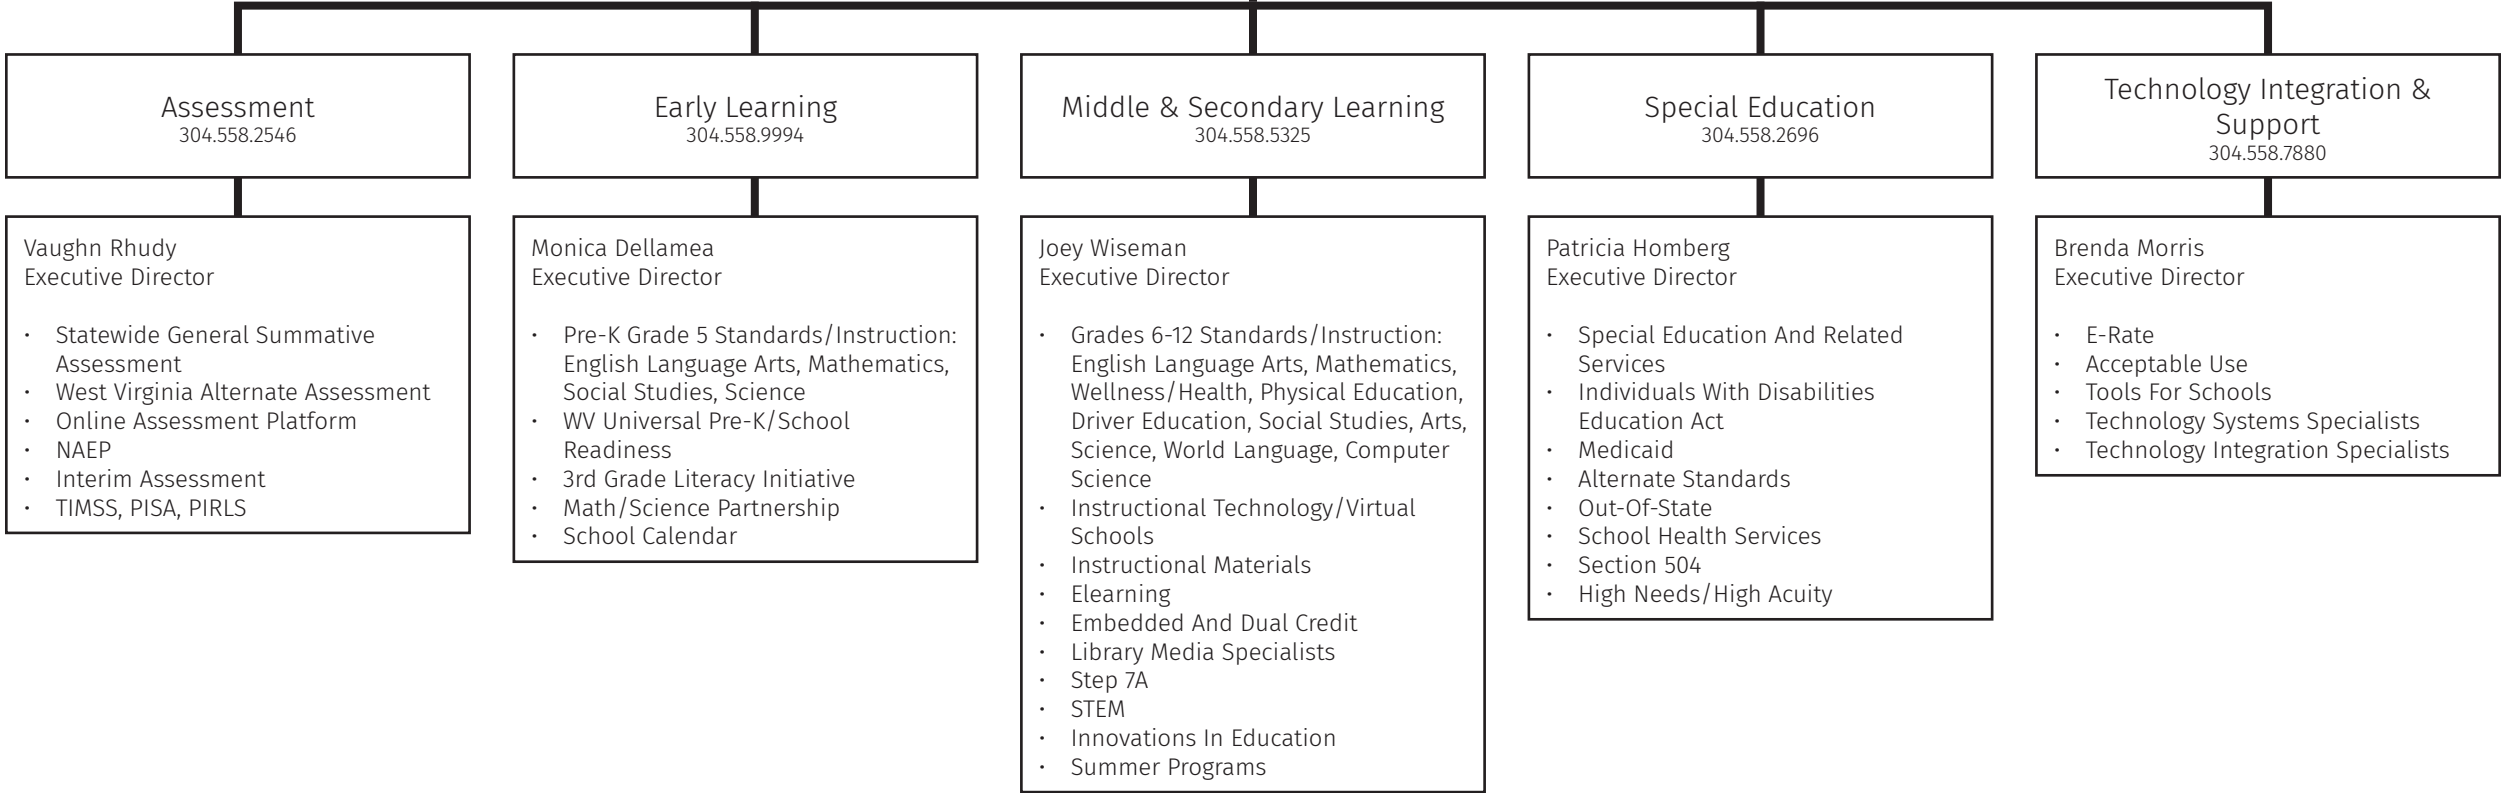 Assessment
304.558.2546
Vaughn Rhudy
Executive Director
• Statewide General Summative
Assessment
• West Virginia Alternate Assessment
• Online Assessment Platform
• NAEP
• Interim Assessment
• TIMSS, PISA, PIRLS
Early Learning
304.558.9994
Monica Dellamea
Executive Director
• Pre-K Grade 5 Standards/Instruction:
English Language Arts, Mathematics,
Social Studies, Science
• WV Universal Pre-K/School
Readiness
• 3rd Grade Literacy Initiative
• Math/Science Partnership
• School Calendar
Middle & Secondary Learning
304.558.5325
Joey Wiseman
Executive Director
• Grades 6-12 Standards/Instruction:
English Language Arts, Mathematics,
Wellness/Health, Physical Education,
Driver Education, Social Studies, Arts,
Science, World Language, Computer
Science
• Instructional Technology/Virtual
Schools
• Instructional Materials
• Elearning
• Embedded And Dual Credit
• Library Media Specialists
• Step 7A
• STEM
• Innovations In Education
• Summer Programs
Special Education
304.558.2696
Patricia Homberg
Executive Director
• Special Education And Related
Services
• Individuals With Disabilities
Education Act
• Medicaid
• Alternate Standards
• Out-Of-State
• School Health Services
• Section 504
• High Needs/High Acuity
Technology Integration &
Support
304.558.7880
Brenda Morris
Executive Director
• E-Rate
• Acceptable Use
• Tools For Schools
• Technology Systems Specialists
• Technology Integration Specialists